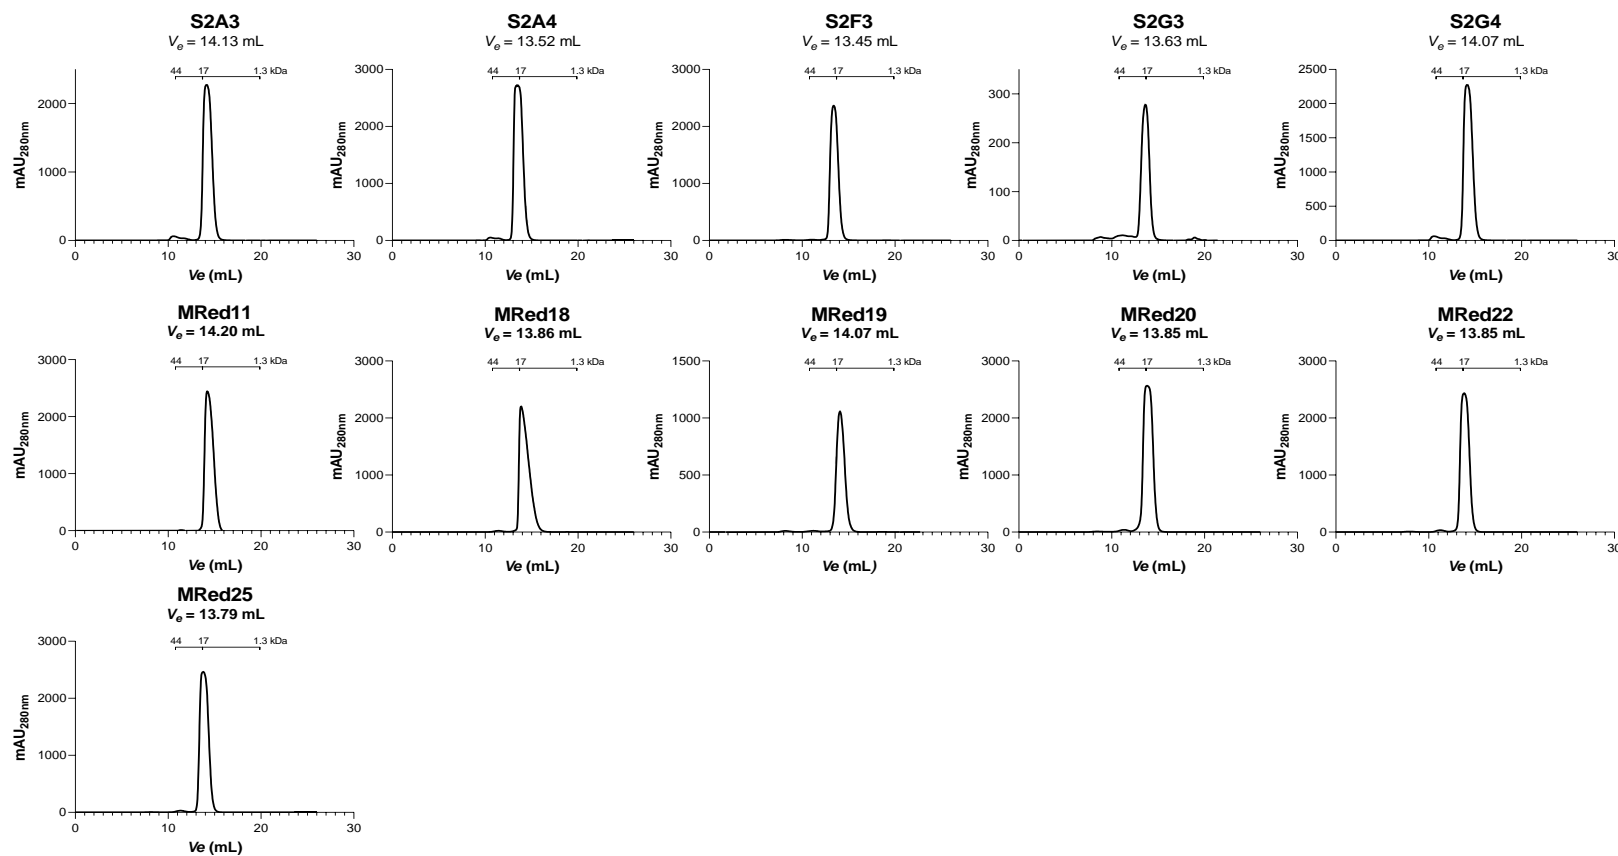 S2A3
Ve = 14.13 mL
44 17 1.3 kDa
2000
1000
0
mAU280nm
0 10 20 30
Ve (mL)
S2A4
Ve = 13.52 mL
44 17 1.3 kDa
3000
2000
1000
0
mAU280nm
0 10 20 30
Ve (mL)
S2F3
Ve = 13.45 mL
44 17 1.3 kDa
3000
2000
1000
0
mAU280nm
0 10 20 30
Ve (mL)
S2G3
Ve = 13.63 mL
44 17 1.3 kDa
300
200
100
0
mAU280nm
0 10 20 30
Ve (mL)
S2G4
Ve = 14.07 mL
44 17 1.3 kDa
2500
2000
1500
1000
500
0
mAU280nm
0 10 20 30
Ve (mL)
MRed11
Ve = 14.20 mL
44 17 1.3 kDa
3000
2000
1000
0
mAU280nm
0 10 20 30
Ve (mL)
MRed18
Ve = 13.86 mL
44 17 1.3 kDa
3000
2000
1000
0
mAU280nm
0 10 20 30
Ve (mL)
MRed19
Ve = 14.07 mL
44 17 1.3 kDa
1500
1000
500
0
mAU280nm
0 10 20 30
Ve (mL)
MRed20
Ve = 13.85 mL
44 17 1.3 kDa
3000
2000
1000
0
mAU280nm
0 10 20 30
Ve (mL)
MRed22
Ve = 13.85 mL
44 17 1.3 kDa
3000
2000
1000
0
mAU280nm
0 10 20 30
Ve (mL)
MRed25
Ve = 13.79 mL
44 17 1.3 kDa
3000
2000
1000
0
mAU280nm
0 10 20 30
Ve (mL)